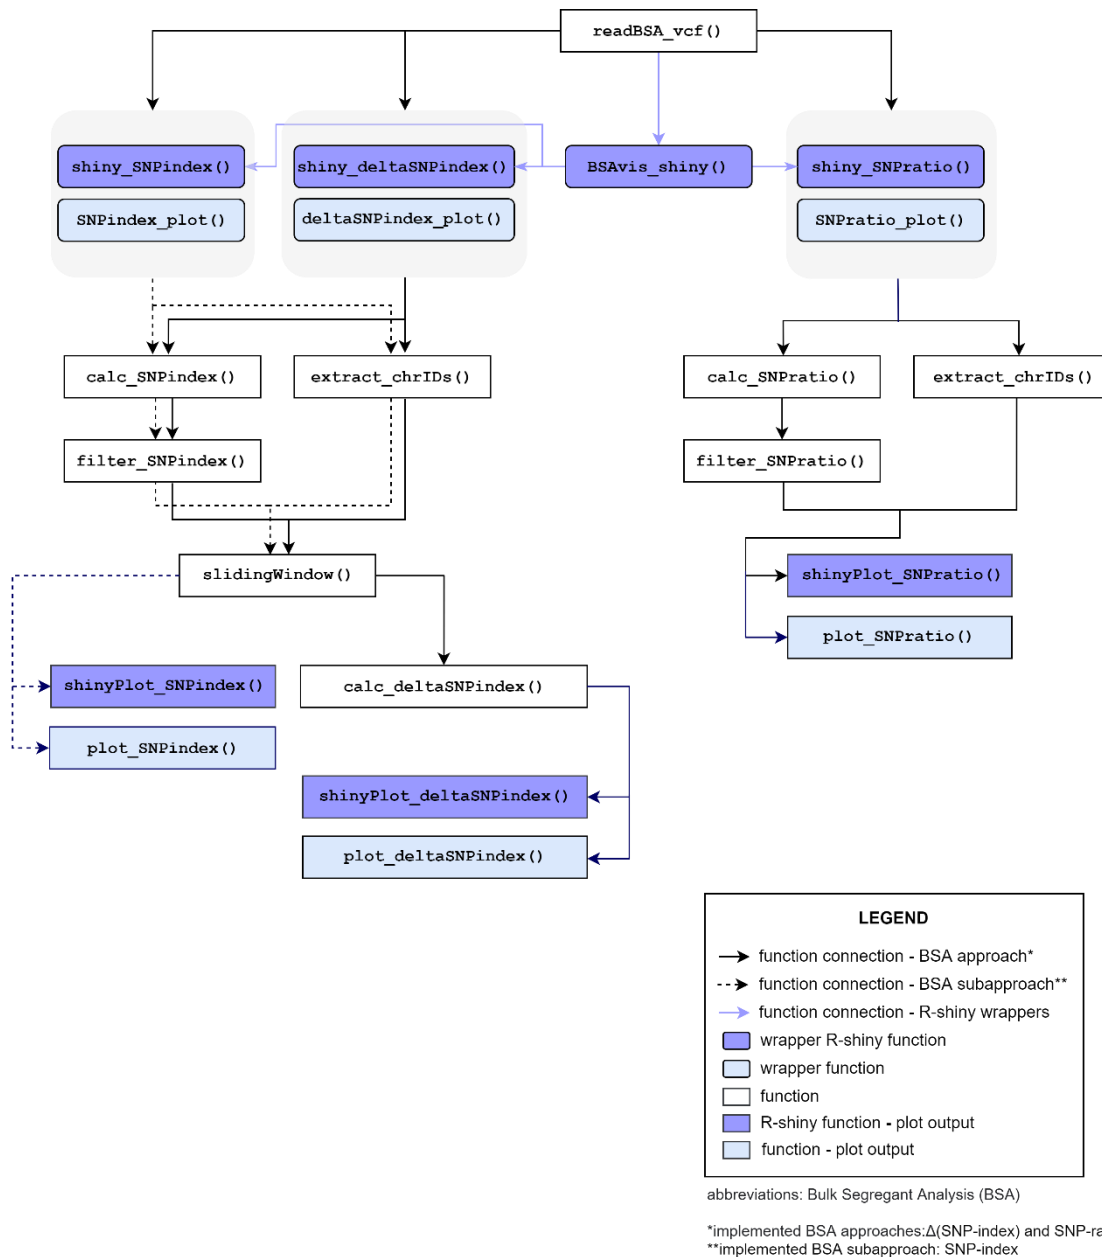 readBSA_vcf()
shiny_SNPindex()
shiny_deltaSNPindex()
BSAvis_shiny()
shiny_SNPratio()
SNPindex_plot()
deltaSNPindex_plot()
SNPratio_plot()
calc_SNPindex()
extract_chrIDs()
calc_SNPratio()
extract_chrIDs()
filter_SNPindex()
filter_SNPratio()
slidingWindow()
shinyPlot_SNPratio()
plot_SNPratio()
shinyPlot_SNPindex()
calc_deltaSNPindex()
plot_SNPindex()
shinyPlot_deltaSNPindex()
plot_deltaSNPindex()
LEGEND
function connection - BSA approach*
function connection - BSA subapproach**
function connection - R-shiny wrappers
wrapper R-shiny function
wrapper function
function
R-shiny function - plot output
function - plot output
abbreviations: Bulk Segregant Analysis (BSA)
*implemented BSA approaches:Δ(SNP-index) and SNP-ra
**implemented BSA subapproach: SNP-index